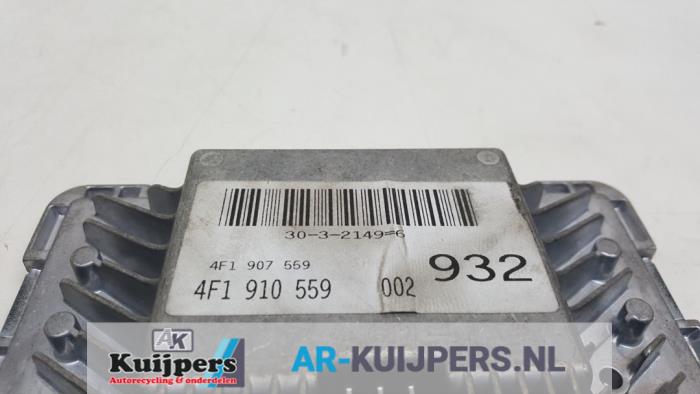 30-3-2149-6
4F1 907 559
932
4F1 910 559 002
AK
Kuijpers
Autorecycling & onderdelen
AR-KUIJPERS.NL